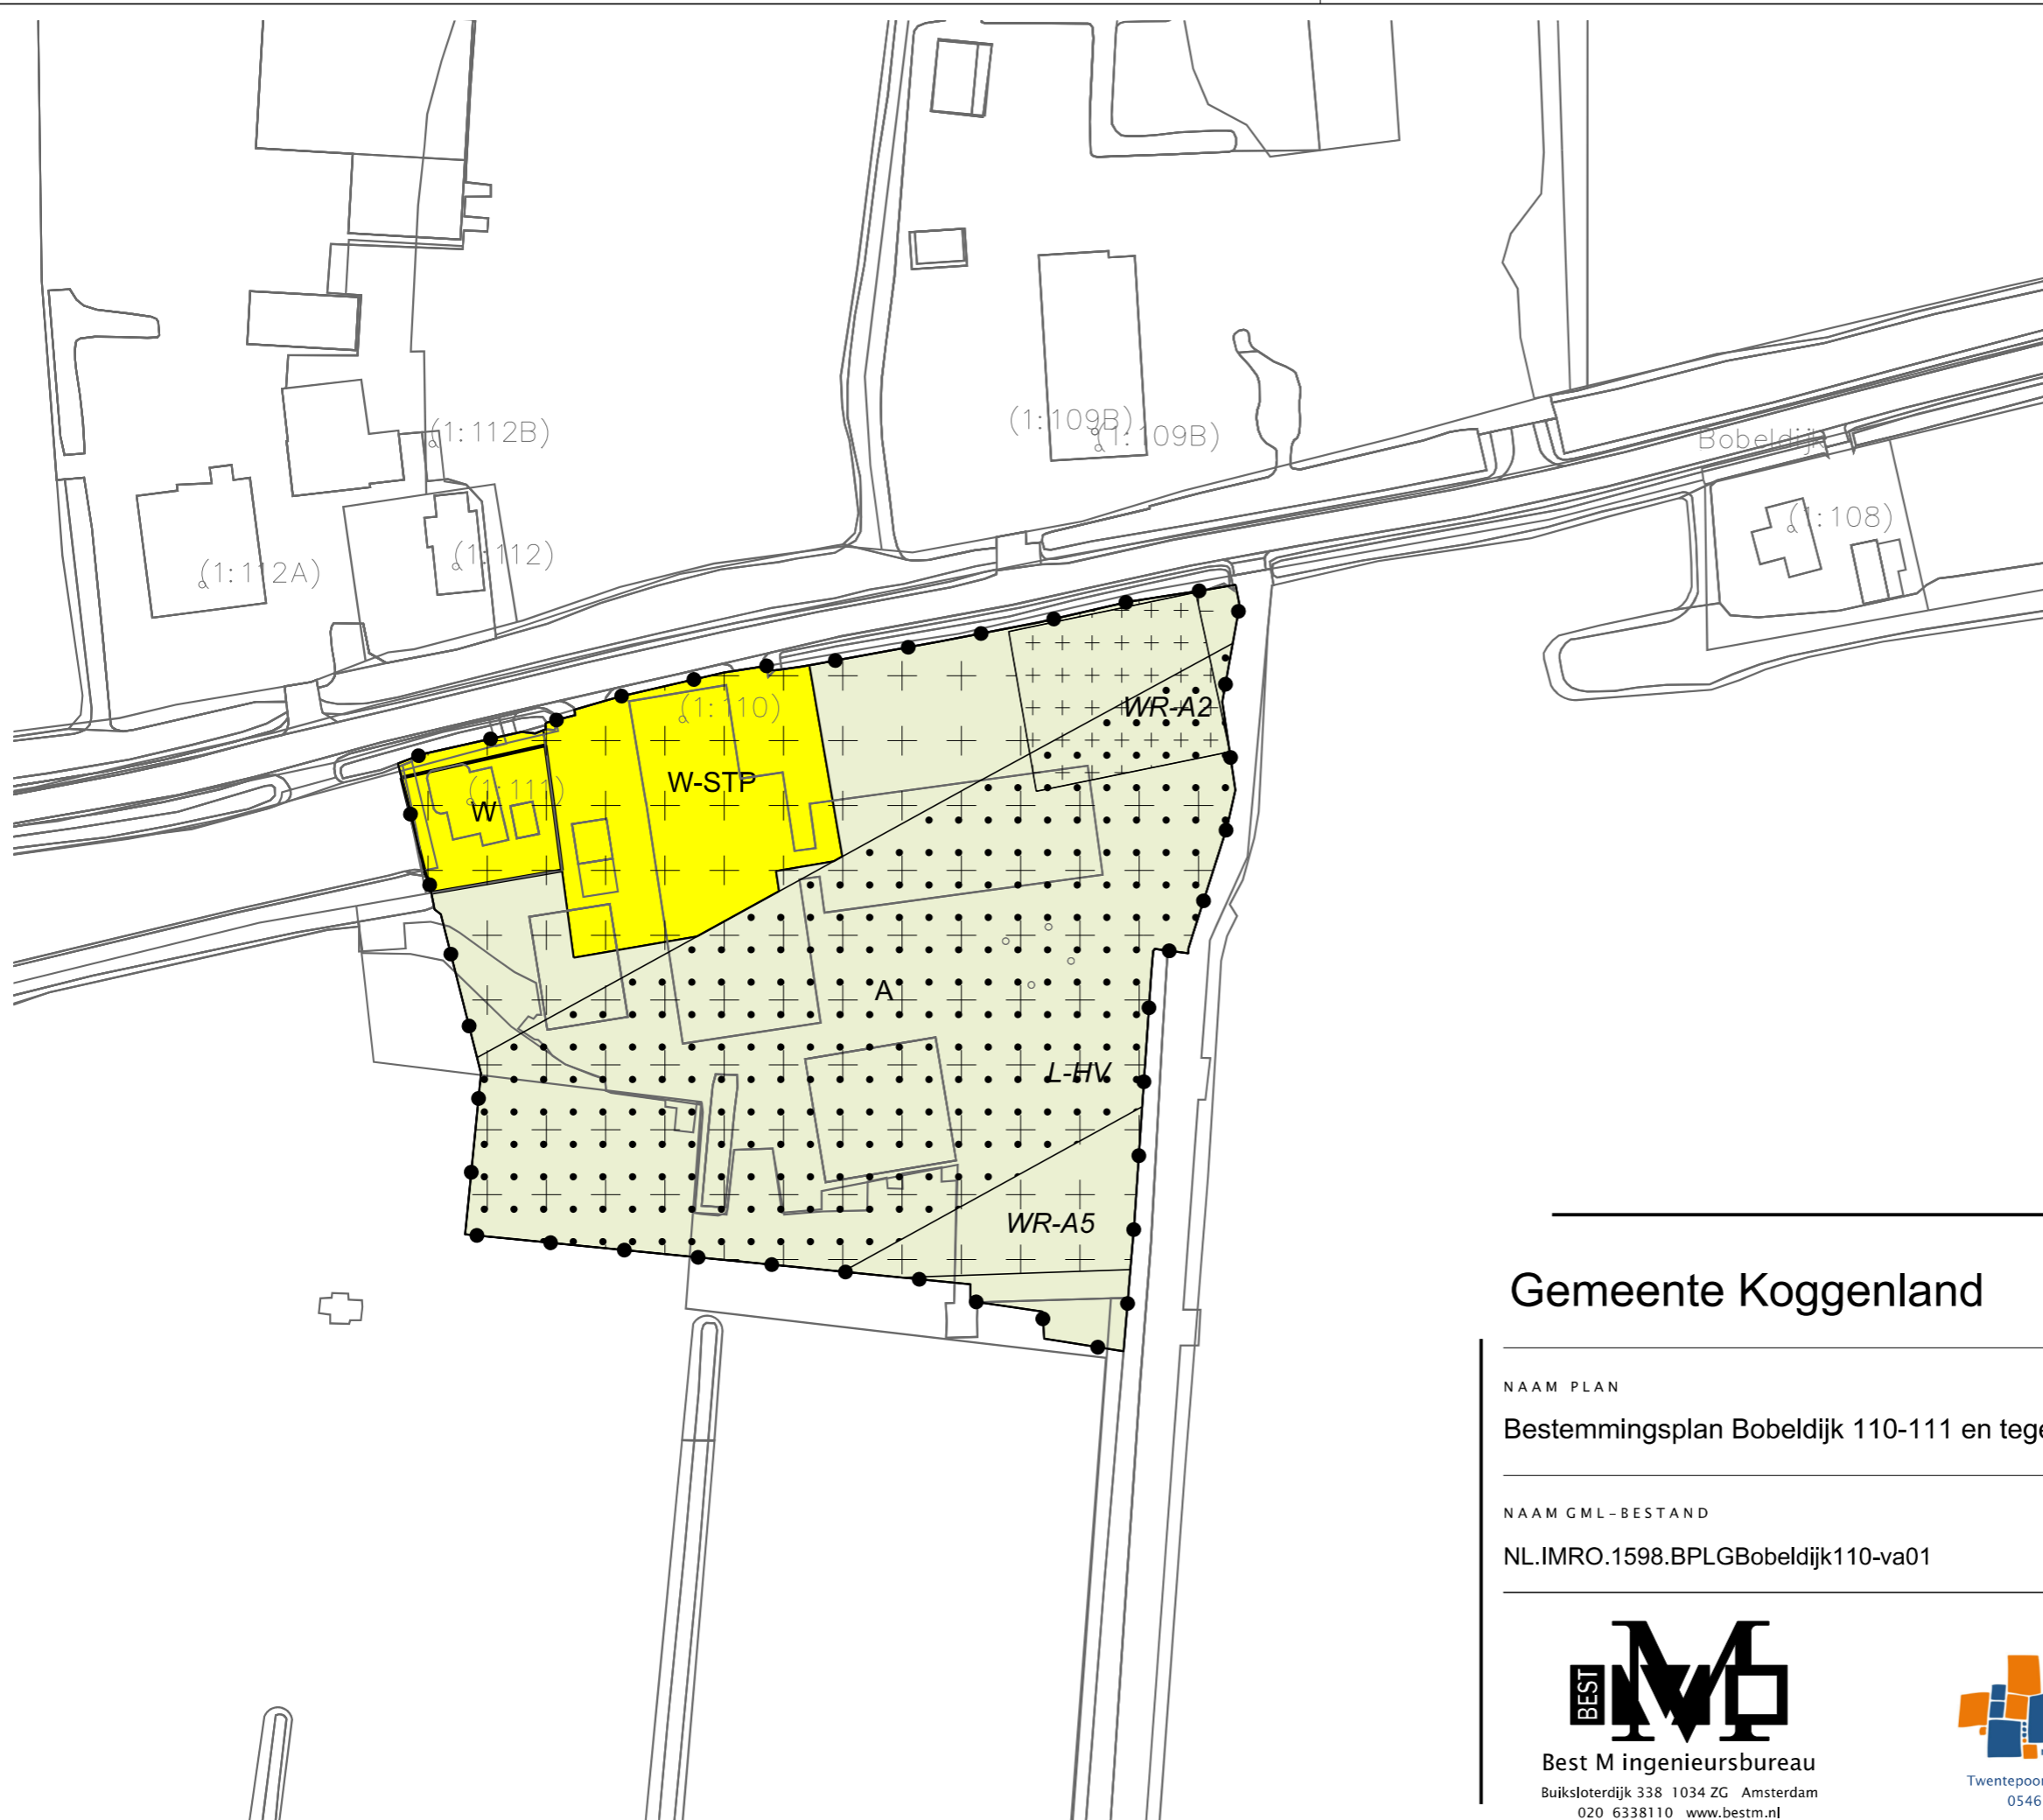 (1:109B)
(1:109B)
(1:112B)
Bobeldijk
(1:108)
(1:112)
(1:112A)
(1:110)
WR-A2
W-STP
(1:111)
W
A
L-HV
WR-A5
Gemeente Koggenland
NAAM PLAN
Bestemmingsplan Bobeldijk 110-111 en tege
NAAM GML-BESTAND
NL.IMRO.1598.BPLGBobeldijk110-va01
BEST M
Best M ingenieursbureau
Buiksloterdijk 338 1034 ZG Amsterdam
020 6338110 www.bestm.nl
Twentepoor
0546